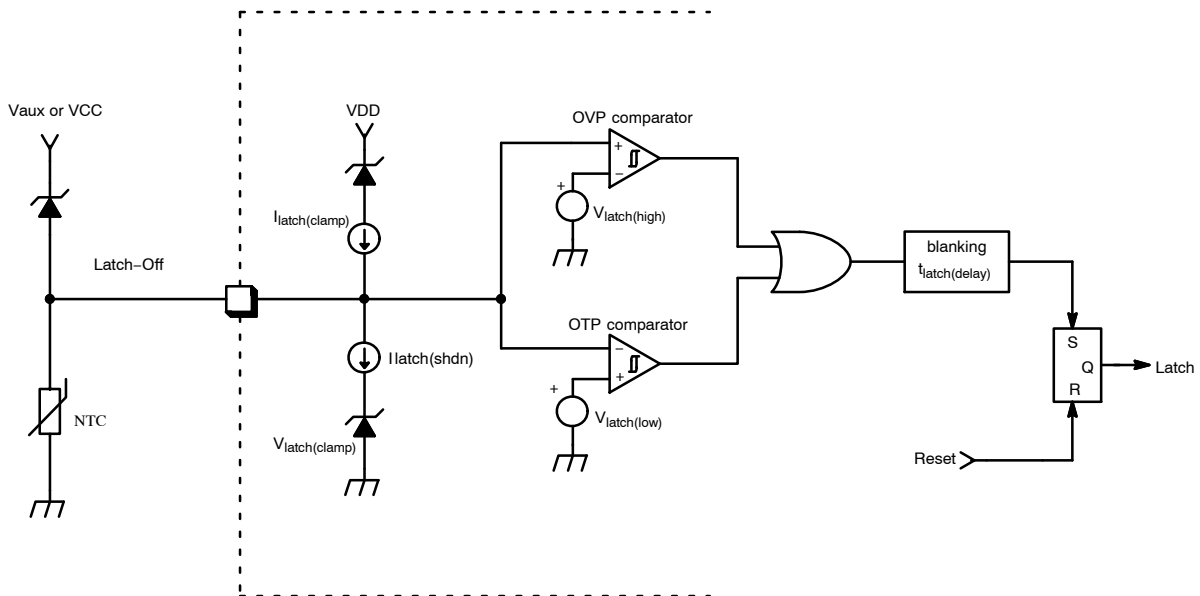 Vaux or VCC
VDD
OVP comparator
+
−
+
Ilatch(clamp)
Vlatch(high)
Latch−Off
blanking
tlatch(delay)
OTP comparator
−
+
+
Ilatch(shdn)
Vlatch(low)
Vlatch(clamp)
NTC
S
Q
R
Latch
Reset